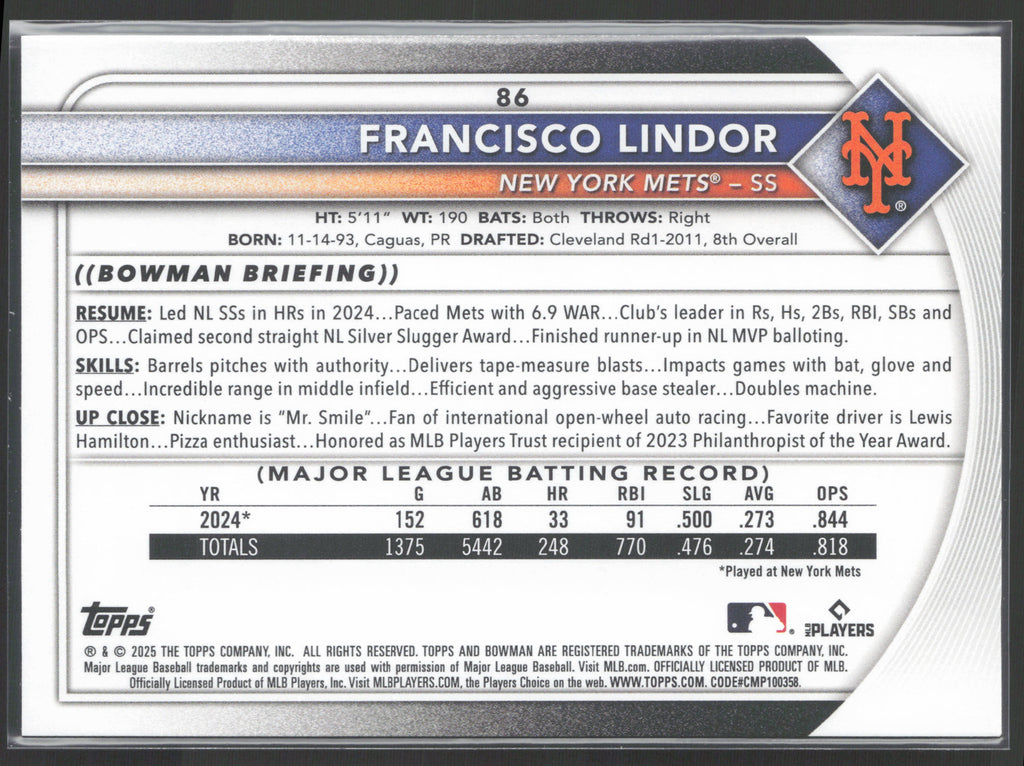 86
FRANCISCO LINDOR
NEW YORK METS® – SS
NY
®
HT: 5'11" WT: 190 BATS: Both THROWS: Right
BORN: 11-14-93, Caguas, PR DRAFTED: Cleveland Rd1-2011, 8th Overall
((BOWMAN BRIEFING))
RESUME: Led NL SSs in HRs in 2024...Paced Mets with 6.9 WAR...Club's leader in Rs, Hs, 2Bs, RBI, SBs and
OPS...Claimed second straight NL Silver Slugger Award...Finished runner-up in NL MVP balloting.
SKILLS: Barrels pitches with authority...Delivers tape-measure blasts...Impacts games with bat, glove and
speed...Incredible range in middle infield...Efficient and aggressive base stealer...Doubles machine.
UP CLOSE: Nickname is "Mr. Smile"...Fan of international open-wheel auto racing...Favorite driver is Lewis
Hamilton...Pizza enthusiast...Honored as MLB Players Trust recipient of 2023 Philanthropist of the Year Award.
(MAJOR LEAGUE BATTING RECORD)
YR G AB HR RBI SLG AVG OPS
2024* 152 618 33 91 .500 .273 .844
TOTALS 1375 5442 248 770 .476 .274 .818
*Played at New York Mets
Topps®
®
MLB PLAYERS
® & © 2025 THE TOPPS COMPANY, INC. ALL RIGHTS RESERVED. TOPPS AND BOWMAN ARE REGISTERED TRADEMARKS OF THE TOPPS COMPANY, INC.
Major League Baseball trademarks and copyrights are used with permission of Major League Baseball. Visit MLB.com. OFFICIALLY LICENSED PRODUCT OF MLB.
Officially Licensed Product of MLB Players, Inc. Visit MLBPLAYERS.COM, the Players Choice on the web. WWW.TOPPS.COM. CODE#CMP100358.